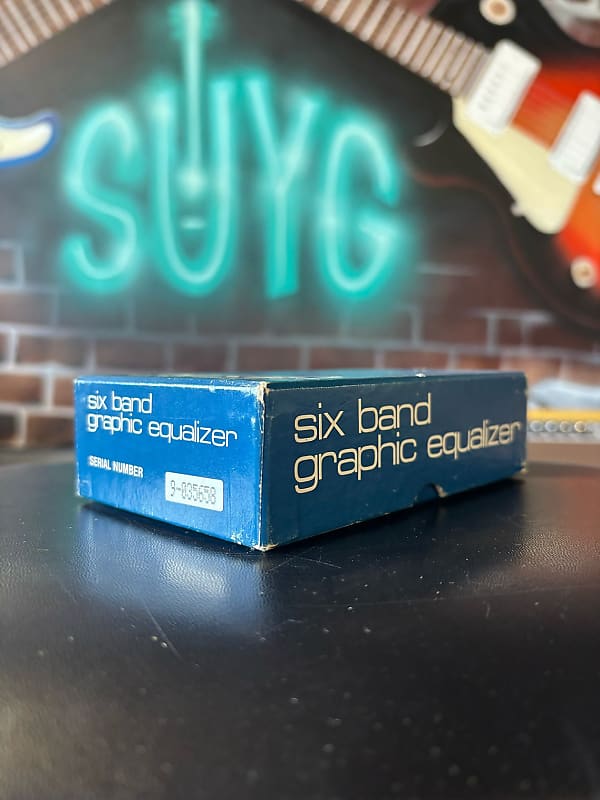 SUYG
six band
graphic equalizer
SERIAL NUMBER
9-035658
six band
graphic equalizer